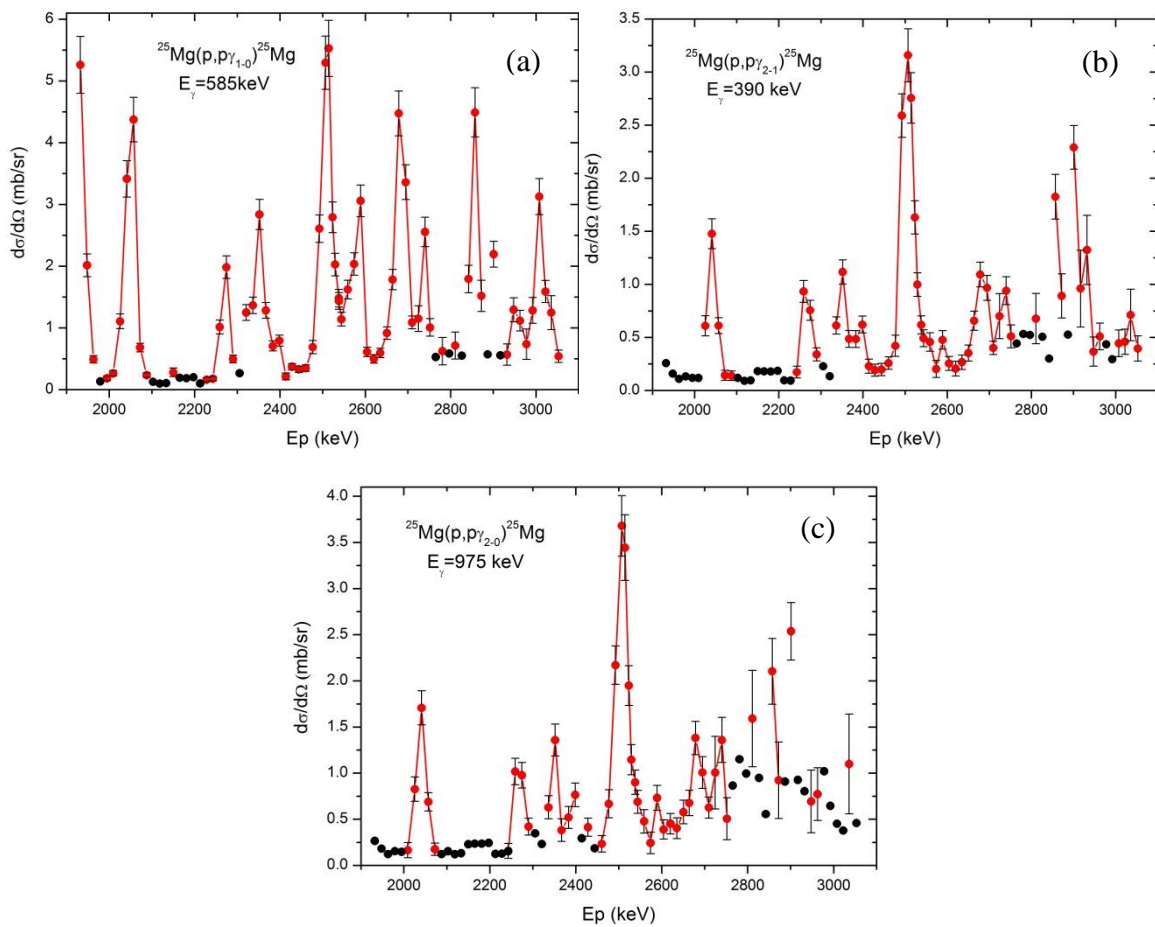 ²⁵Mg(p,pγ₁₋₀)²⁵Mg
E_γ=585keV
(a)
dσ/dΩ (mb/sr)
6
5
4
3
2
1
0
2000 2200 2400 2600 2800 3000
Ep (keV)
²⁵Mg(p,pγ₂₋₁)²⁵Mg
E_γ=390 keV
(b)
dσ/dΩ (mb/sr)
3.5
3.0
2.5
2.0
1.5
1.0
0.5
0.0
2000 2200 2400 2600 2800 3000
Ep (keV)
²⁵Mg(p,pγ₂₋₀)²⁵Mg
E_γ=975 keV
(c)
dσ/dΩ (mb/sr)
4.0
3.5
3.0
2.5
2.0
1.5
1.0
0.5
0.0
2000 2200 2400 2600 2800 3000
Ep (keV)